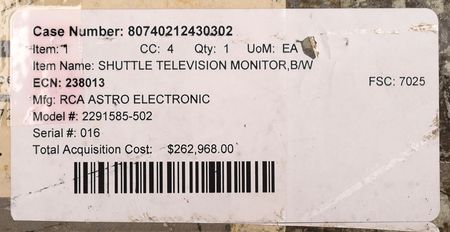 Case Number: 80740212430302
Item: 1 CC: 4 Qty: 1 UoM: EA
Item Name: SHUTTLE TELEVISION MONITOR,B/W
ECN: 238013 FSC: 7025
Mfg: RCA ASTRO ELECTRONIC
Model #: 2291585-502
Serial #: 016
Total Acquisition Cost: $262,968.00